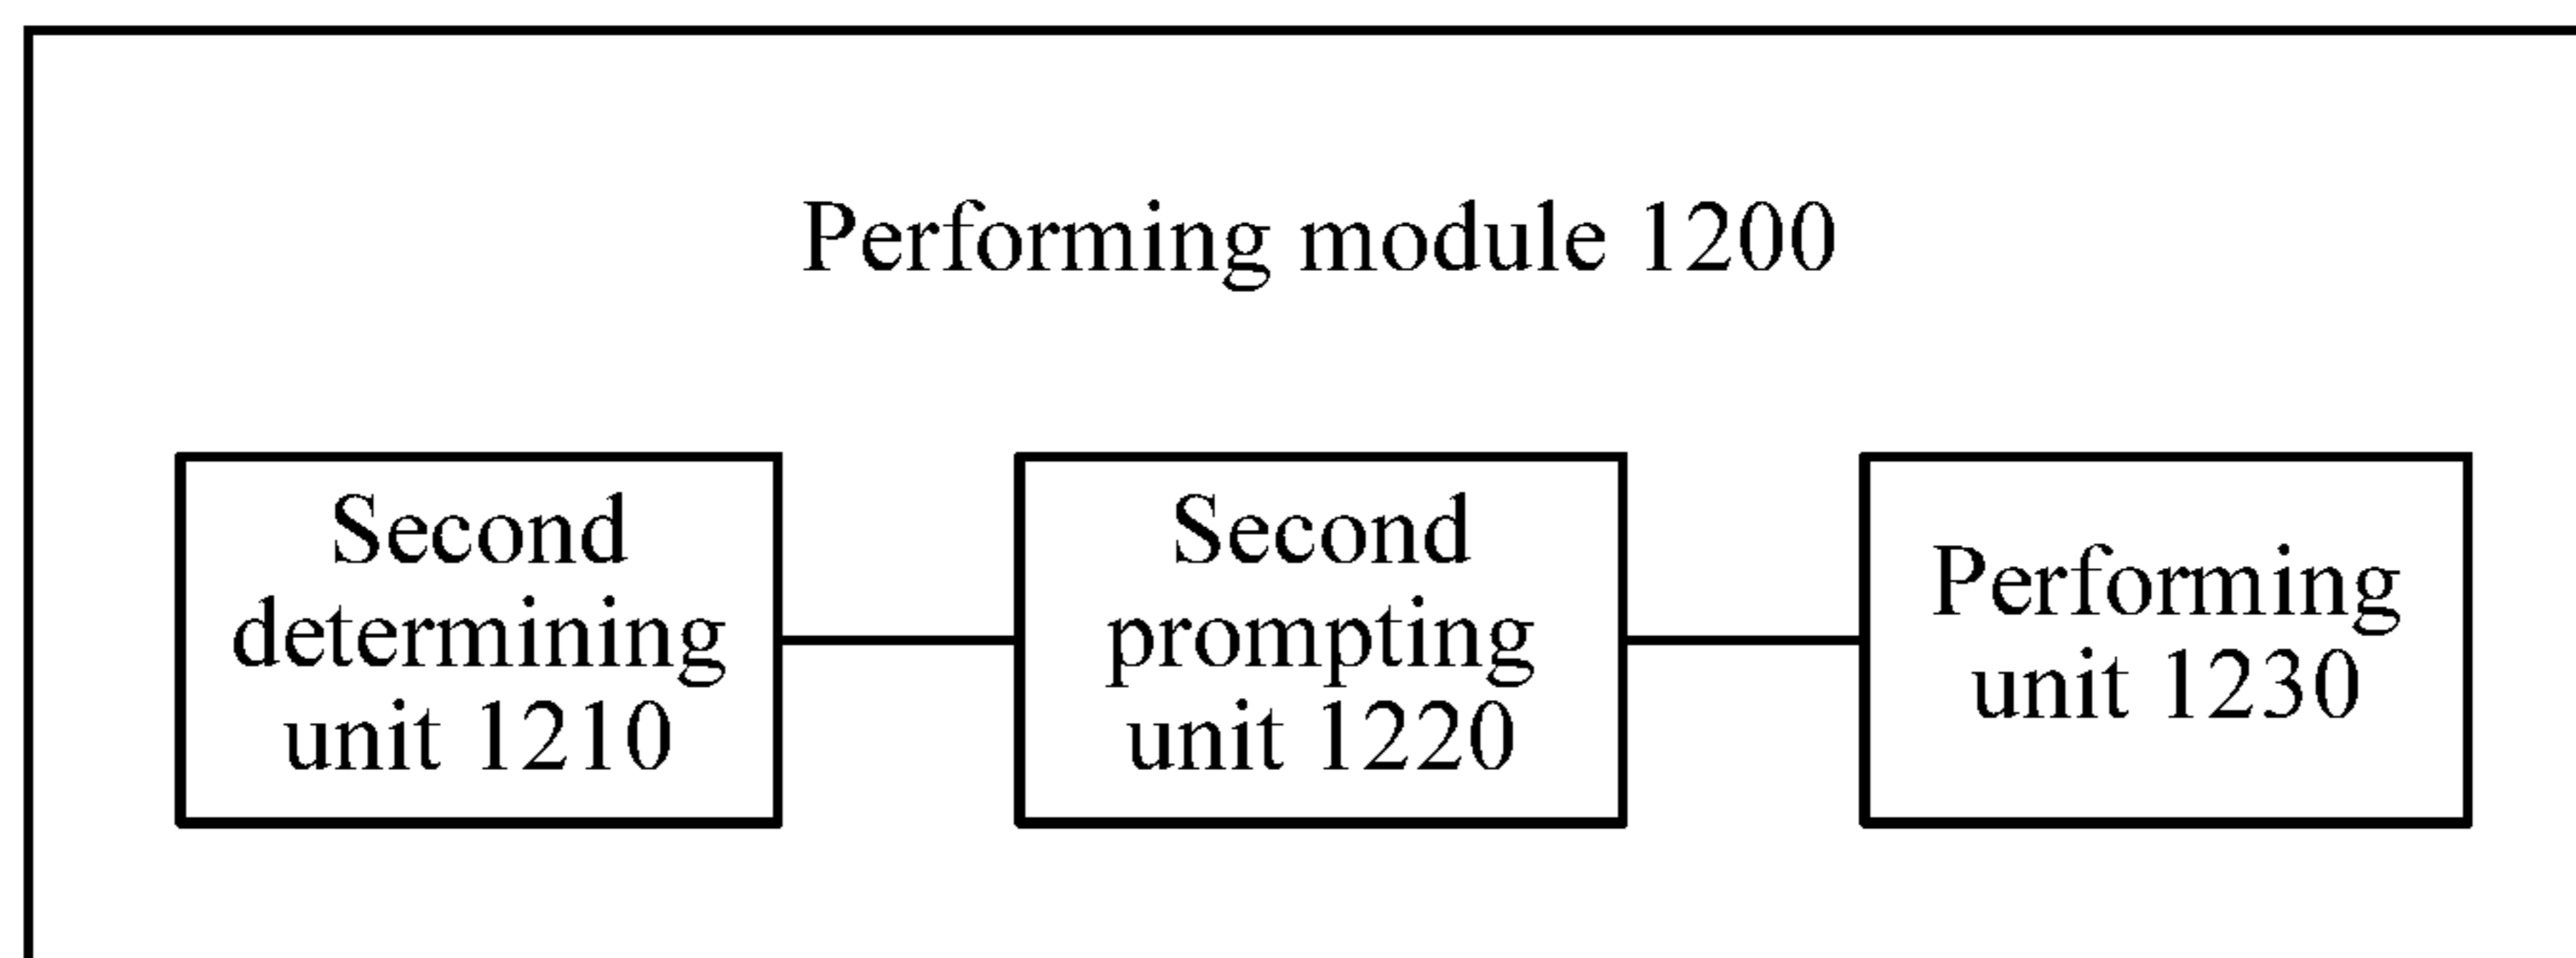 Performing module 1200
Second
determining
unit 1210
Second
prompting
unit 1220
Performing
unit 1230